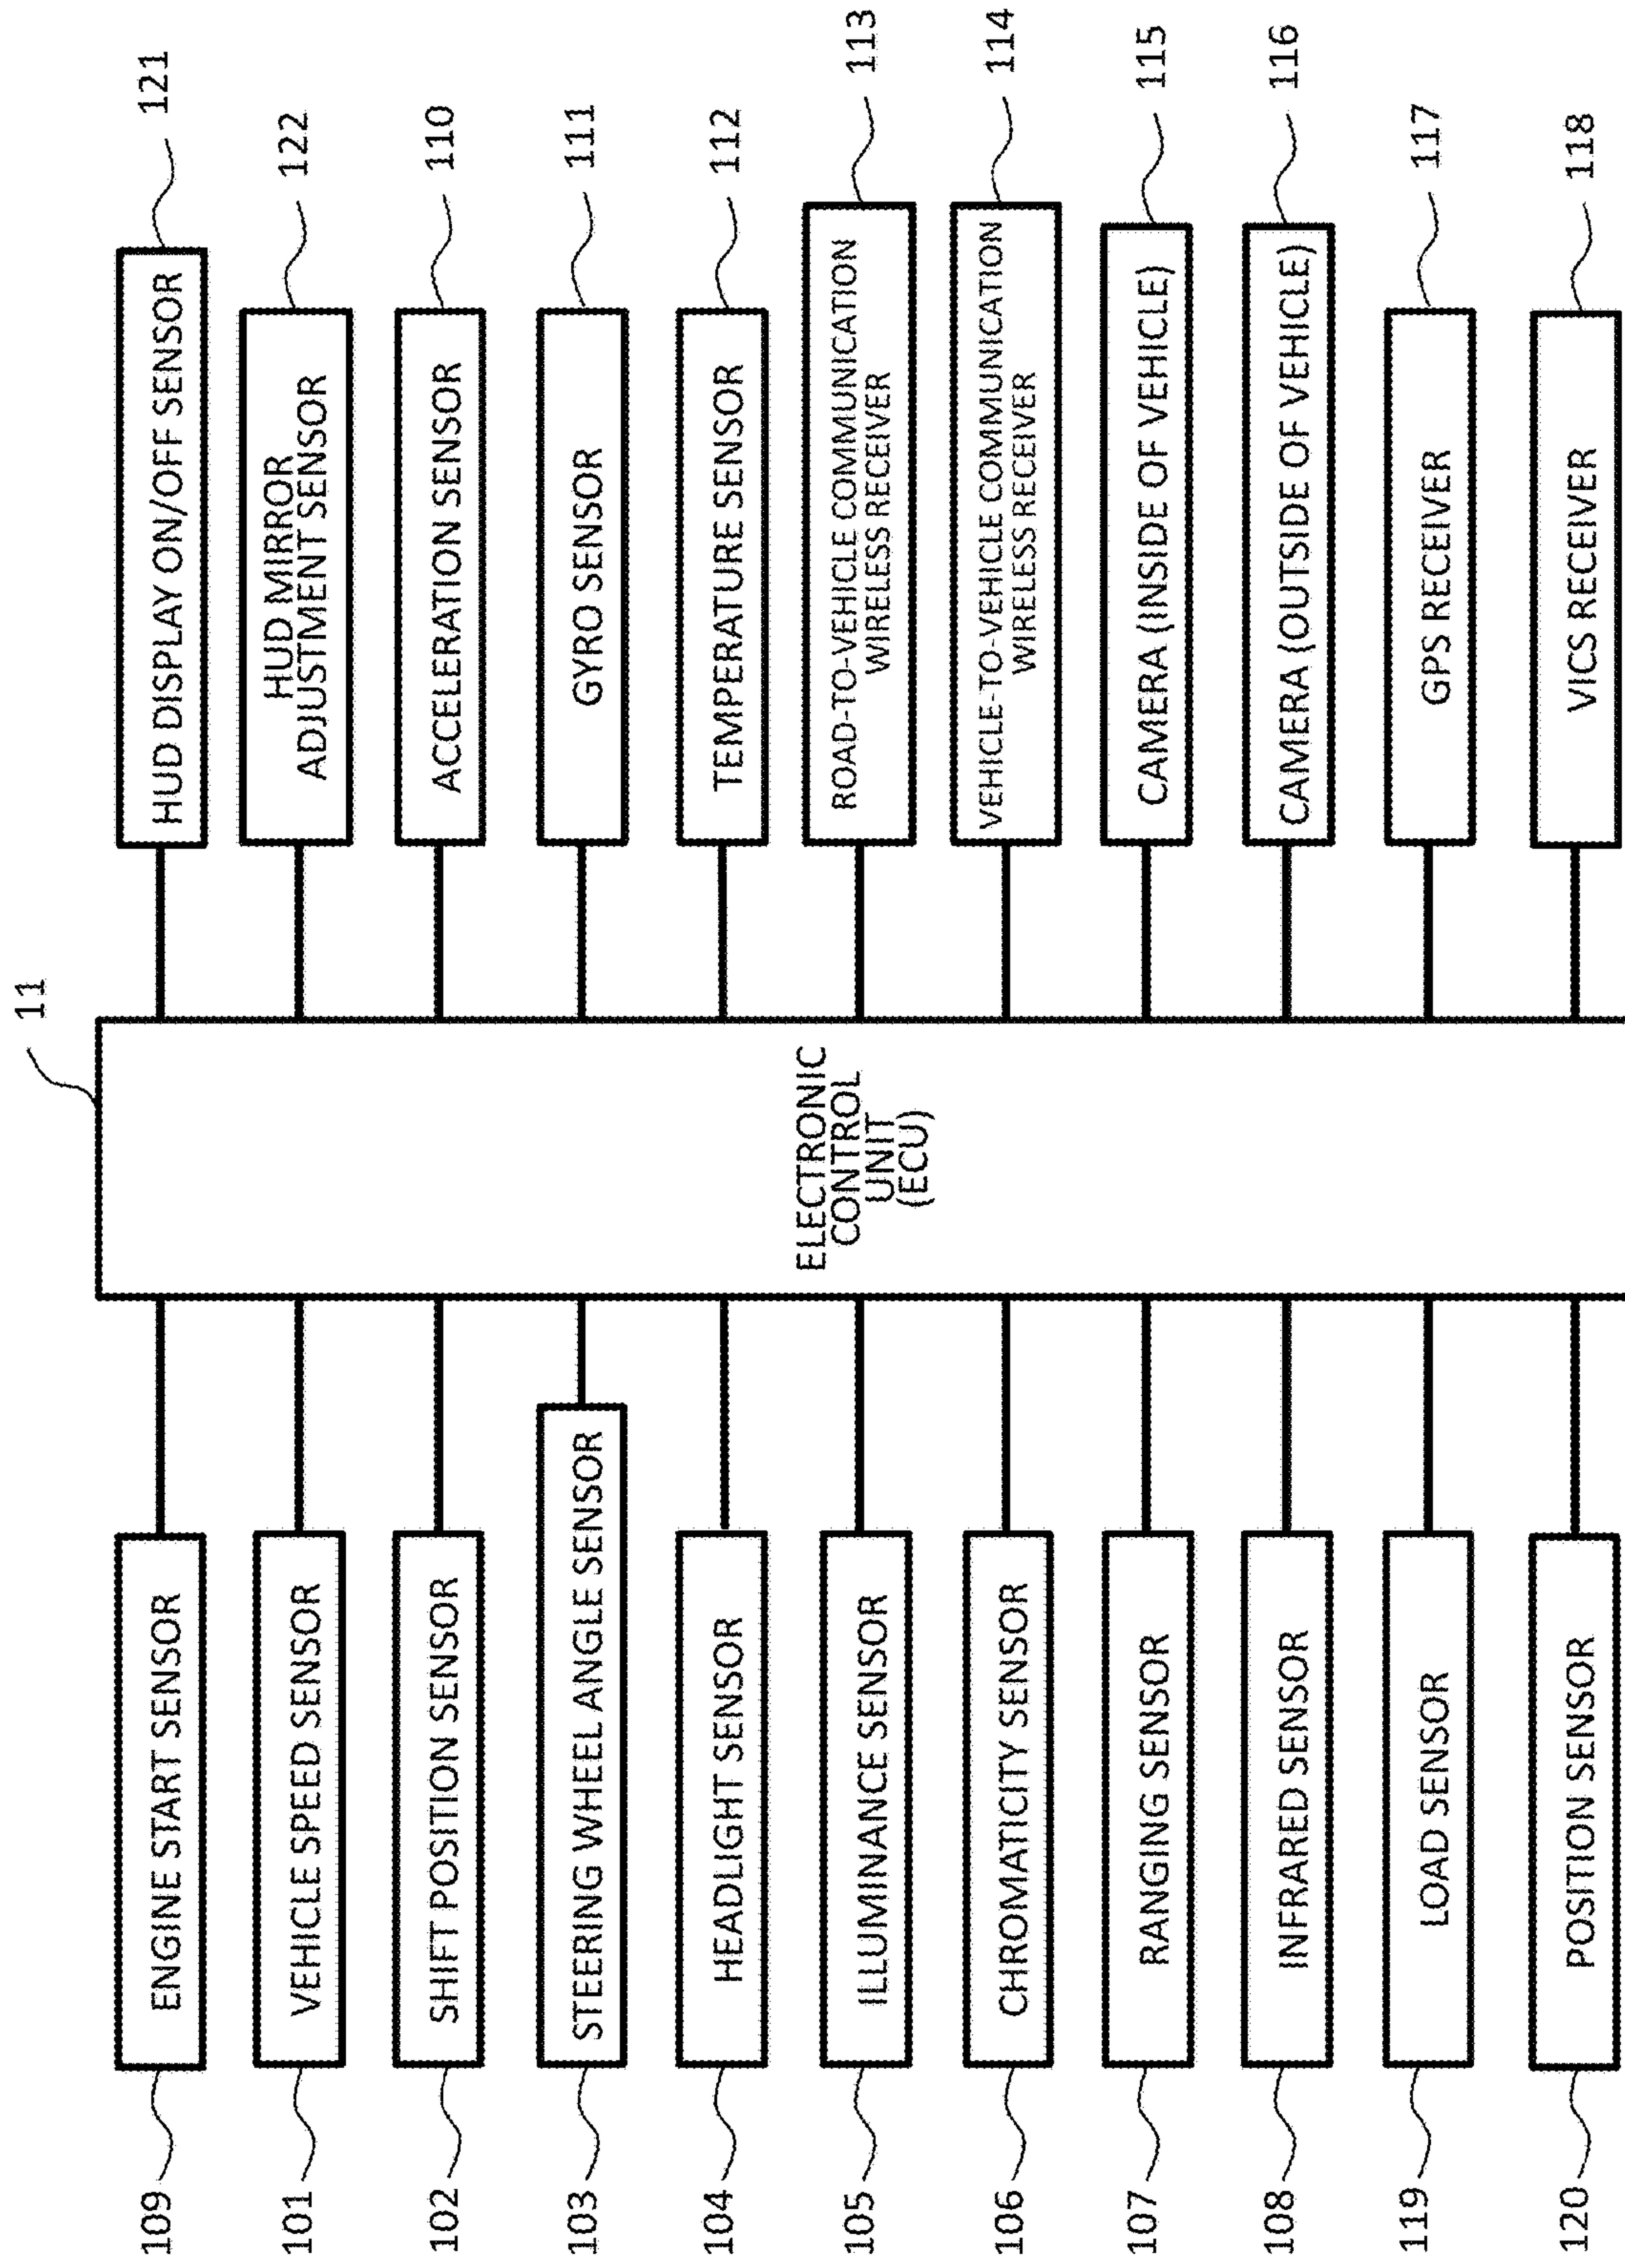 11
109
ENGINE START SENSOR
101
VEHICLE SPEED SENSOR
102
SHIFT POSITION SENSOR
103
STEERING WHEEL ANGLE SENSOR
104
HEADLIGHT SENSOR
105
ILLUMINANCE SENSOR
106
CHROMATICITY SENSOR
107
RANGING SENSOR
108
INFRARED SENSOR
119
LOAD SENSOR
120
POSITION SENSOR
ELECTRONIC
CONTROL
UNIT
(ECU)
HUD DISPLAY ON/OFF SENSOR
121
HUD MIRROR
ADJUSTMENT SENSOR
122
ACCELERATION SENSOR
110
GYRO SENSOR
111
TEMPERATURE SENSOR
112
ROAD-TO-VEHICLE COMMUNICATION
WIRELESS RECEIVER
113
VEHICLE-TO-VEHICLE COMMUNICATION
WIRELESS RECEIVER
114
CAMERA (INSIDE OF VEHICLE)
115
CAMERA (OUTSIDE OF VEHICLE)
116
GPS RECEIVER
117
VICS RECEIVER
118